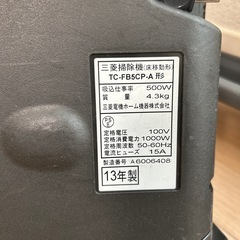 三菱掃除機(床移動形)
TC-FB5CP-A 形
吸込仕事率 500W
質量 4.3kg
三菱電機ホーム機器株式会社
定格電圧 100V
定格消費電力 1000W
定格周波数 50-60Hz
電流ヒューズ 15A
製造番号 A6006408
13年製